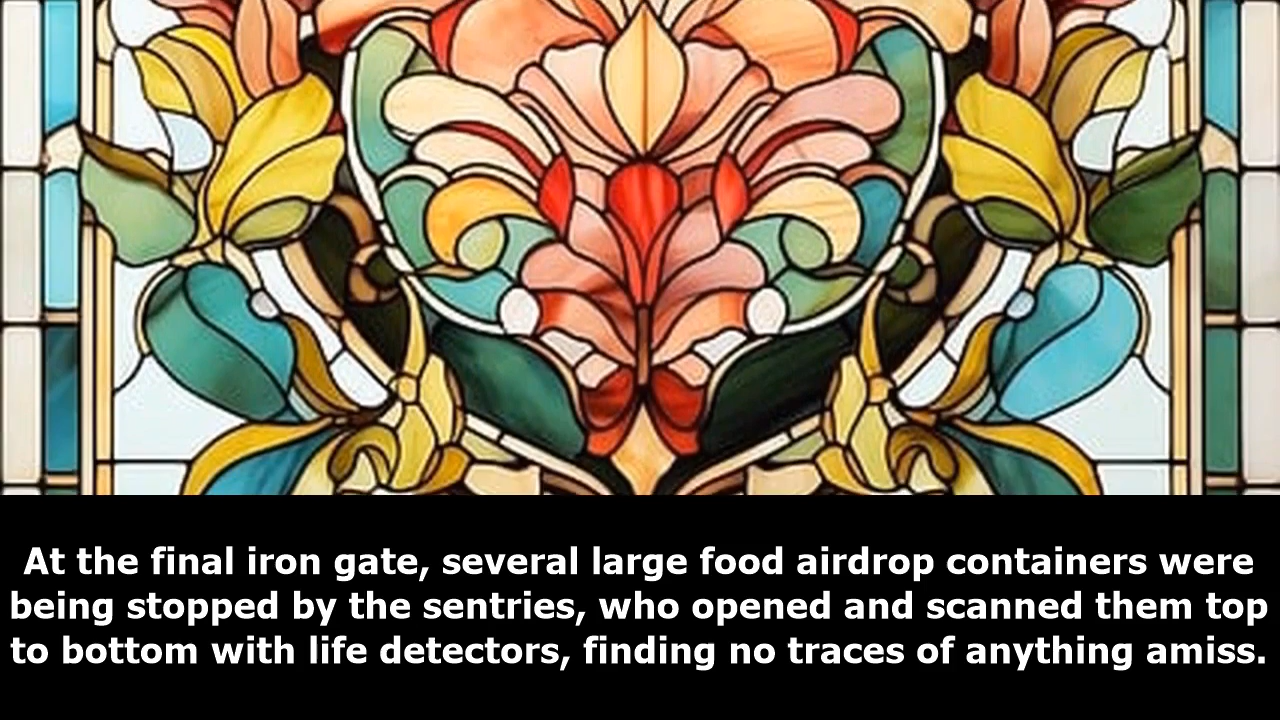 At the final iron gate, several large food airdrop containers were
being stopped by the sentries, who opened and scanned them top
to bottom with life detectors, finding no traces of anything amiss.